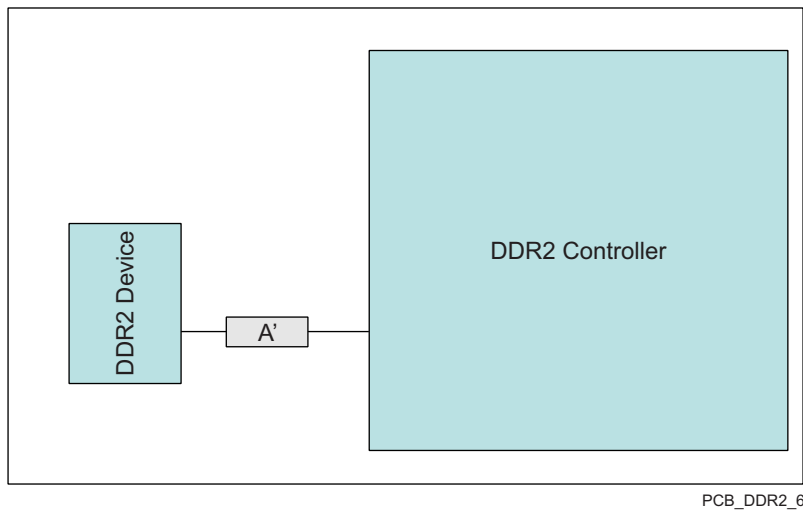 DDR2 Controller
DDR2 Device
A’
PCB_DDR2_6